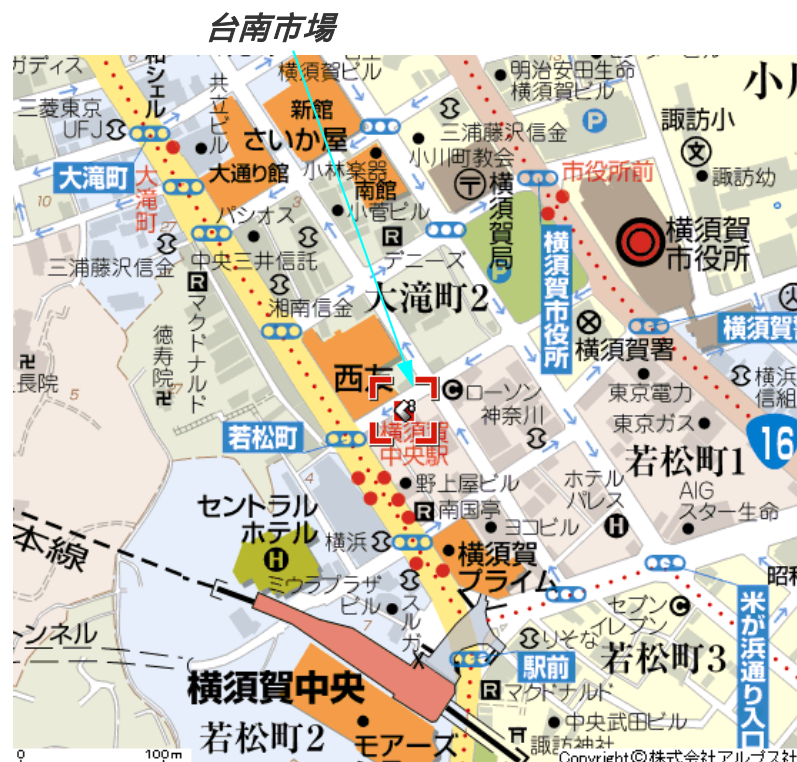 台南市場
ガディス
和シェル
共立ビル
横須賀ビル
新館
さいか屋
大通り館
明治安田生命
横須賀ビル
小川
三菱東京
UFJ
三浦藤沢信金
P
諏訪小
文
諏訪幼
大滝町
大滝町
10
小林楽器
南館
小川町教会
横須賀局
市役所前
3
パシオス
小菅ビル
R
デニーズ
P
横須賀
市役所
27
三浦藤沢信金
中央三井信託
R
マクドナルド
湘南信金
大滝町2
横須賀市役所
横須賀署
横須賀署
徳寿院
長院
西友
ローソン
神奈川
東京電力
横浜
信組
5
横須賀
中央駅
東京ガス
16
若松町
若松町1
4
野上屋ビル
ホテル
パレス
AIG
スター生命
セントラル
ホテル
H
R
南国亭
ヨコビル
H
本線
横浜
横須賀
プライム
ミウラプラザ
ビル
スルガ
昭和
米が浜通り入口
セブン
イレブン
7
ンネル
りそな
若松町3
駅前
横須賀中央
R
マクドナルド
若松町2
モアーズ
中央武田ビル
諏訪神社
0
100m
Copyright©株式会社アルプス社